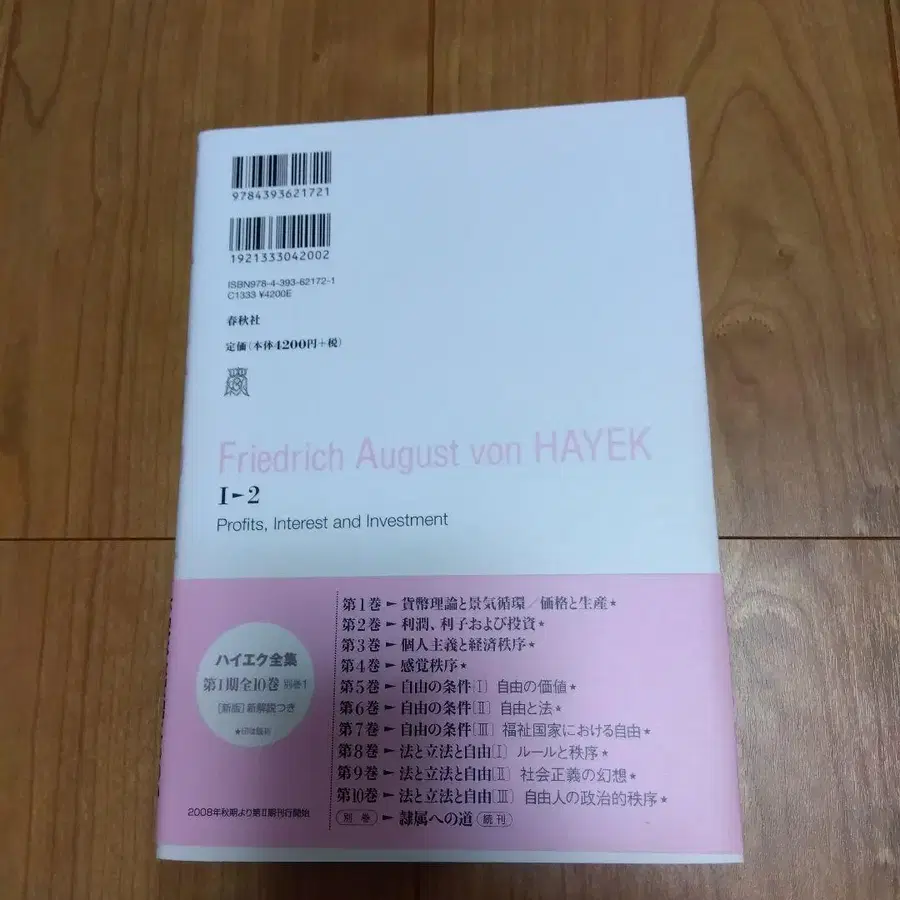 9784393621721
1921333042002
ISBN978-4-393-62172-1
C1333 ¥4200E
春秋社
定価(本体4200円+税)
Friedrich August von HAYEK
I►2
Profits, Interest and Investment
ハイエク全集
第I期全10巻 別巻1
[新版]新解説つき
★印は既刊
2008年秋期より第II期刊行開始
第1巻►貨幣理論と景気循環/価格と生産★
第2巻►利潤、利子および投資★
第3巻►個人主義と経済秩序★
第4巻►感覚秩序★
第5巻►自由の条件[I] 自由の価値★
第6巻►自由の条件[II] 自由と法★
第7巻►自由の条件[III] 福祉国家における自由★
第8巻►法と立法と自由[I] ルールと秩序★
第9巻►法と立法と自由[II] 社会正義の幻想★
第10巻►法と立法と自由[III] 自由人の政治的秩序★
(別巻)►隷属への道(続刊)